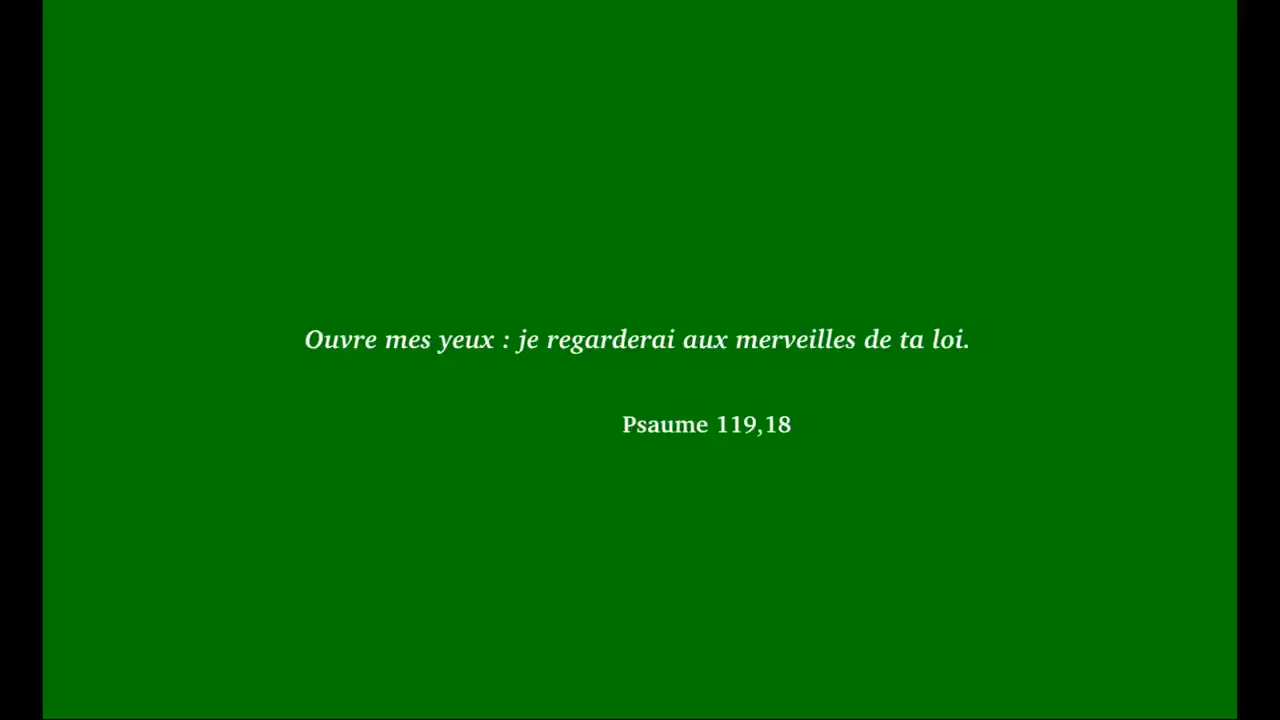 Ouvre mes yeux : je regarderai aux merveilles de ta loi.
Psaume 119,18